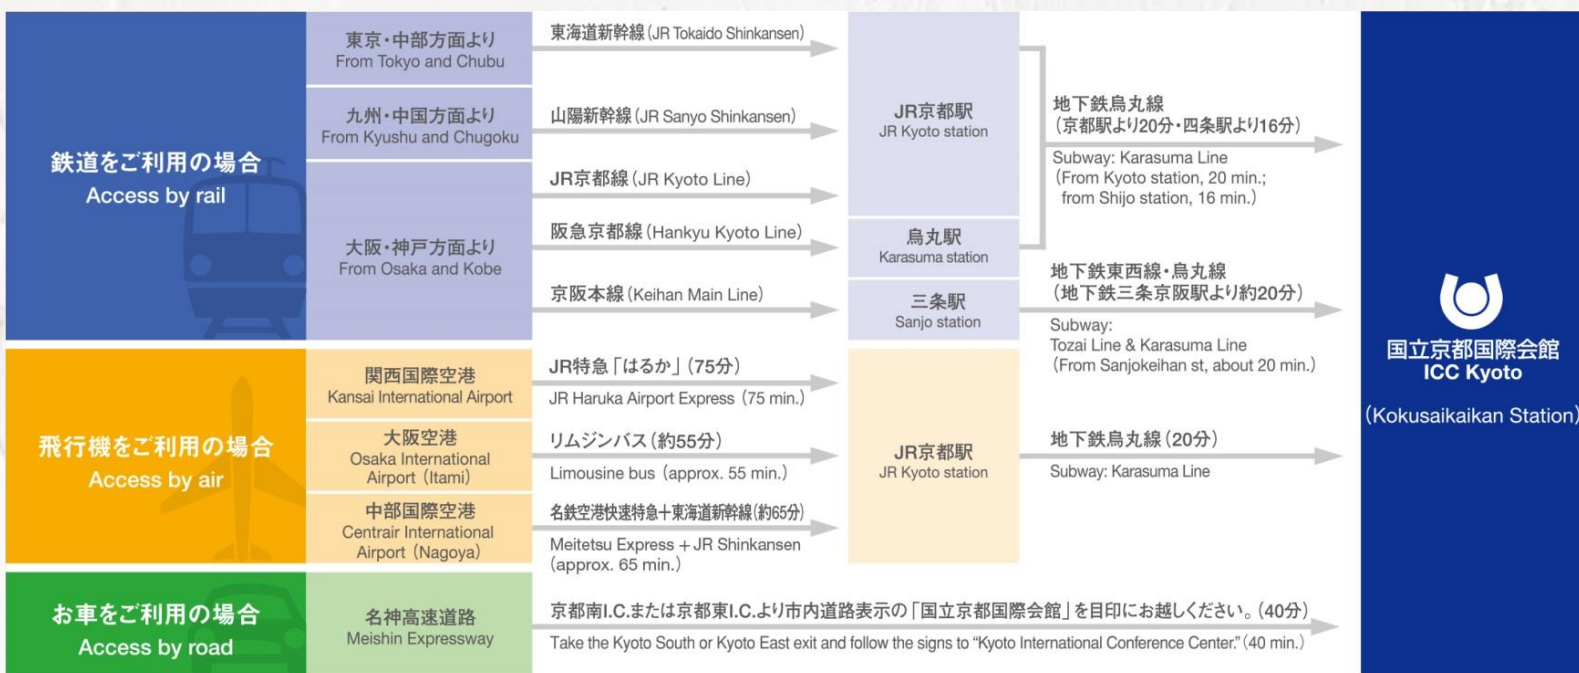 鉄道をご利用の場合
Access by rail
東京・中部方面より
From Tokyo and Chubu
東海道新幹線(JR Tokaido Shinkansen)
九州・中国方面より
From Kyushu and Chugoku
山陽新幹線(JR Sanyo Shinkansen)
大阪・神戸方面より
From Osaka and Kobe
JR京都線(JR Kyoto Line)
阪急京都線(Hankyu Kyoto Line)
京阪本線(Keihan Main Line)
JR京都駅
JR Kyoto station
烏丸駅
Karasuma station
三条駅
Sanjo station
地下鉄烏丸線
(京都駅より20分・四条駅より16分)
Subway: Karasuma Line
(From Kyoto station, 20 min.;
from Shijo station, 16 min.)
地下鉄東西線・烏丸線
(地下鉄三条京阪駅より約20分)
Subway:
Tozai Line & Karasuma Line
(From Sanjokeihan st, about 20 min.)
飛行機をご利用の場合
Access by air
関西国際空港
Kansai International Airport
JR特急「はるか」(75分)
JR Haruka Airport Express (75 min.)
大阪空港
Osaka International
Airport (Itami)
リムジンバス(約55分)
Limousine bus (approx. 55 min.)
中部国際空港
Centrair International
Airport (Nagoya)
名鉄空港快速特急+東海道新幹線(約65分)
Meitetsu Express + JR Shinkansen
(approx. 65 min.)
JR京都駅
JR Kyoto station
地下鉄烏丸線(20分)
Subway: Karasuma Line
お車をご利用の場合
Access by road
名神高速道路
Meishin Expressway
京都南I.C.または京都東I.C.より市内道路表示の「国立京都国際会館」を目印にお越しください。(40分)
Take the Kyoto South or Kyoto East exit and follow the signs to “Kyoto International Conference Center.” (40 min.)
国立京都国際会館
ICC Kyoto
(Kokusaikaikan Station)